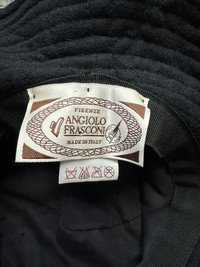 FIRENZE
ANGIOLO
FRASCONI
MADE IN ITALY